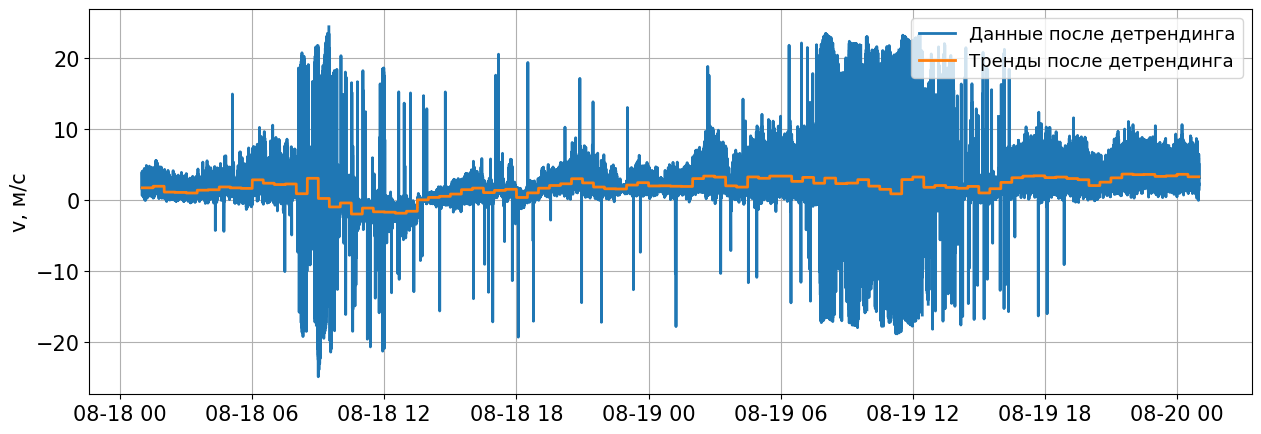 Данные после детрендинга
Тренды после детрендинга
v, м/с
20
10
0
−10
−20
08-18 00 08-18 06 08-18 12 08-18 18 08-19 00 08-19 06 08-19 12 08-19 18 08-20 00